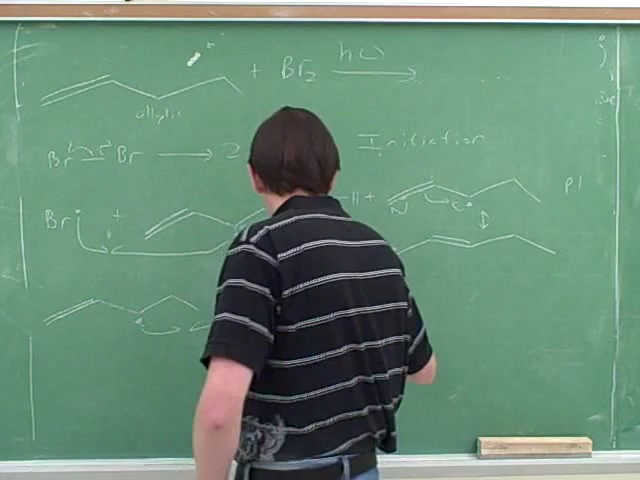 + Br₂ hν
allylic
Br Br 2 Initiation
Br + H +
P1